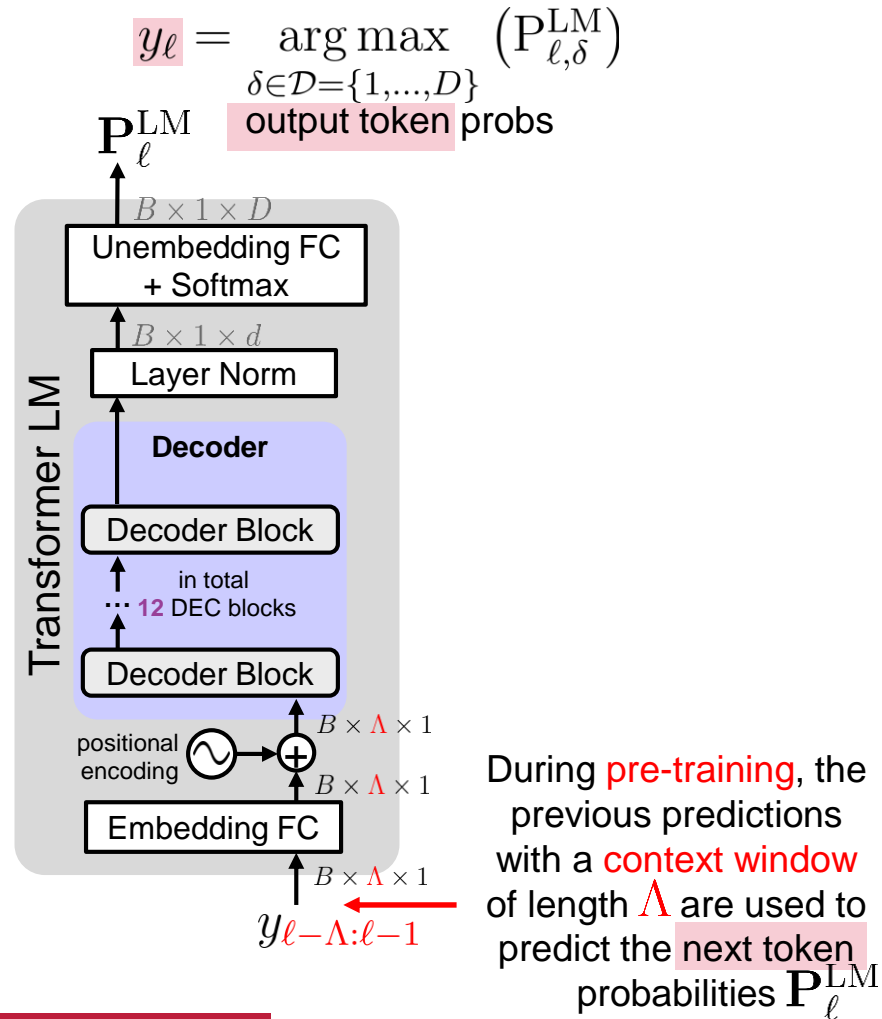 y_ℓ = arg max (P^LM_ℓ,δ)
δ∈𝒟={1,...,D}
output token probs
P^LM_ℓ
B × 1 × D
Unembedding FC
+ Softmax
B × 1 × d
Layer Norm
Transformer LM
Decoder
Decoder Block
in total
... 12 DEC blocks
Decoder Block
B × Λ × 1
positional
encoding
+
B × Λ × 1
Embedding FC
B × Λ × 1
y_ℓ−Λ:ℓ−1
During pre-training, the
previous predictions
with a context window
of length Λ are used to
predict the next token
probabilities P^LM_ℓ